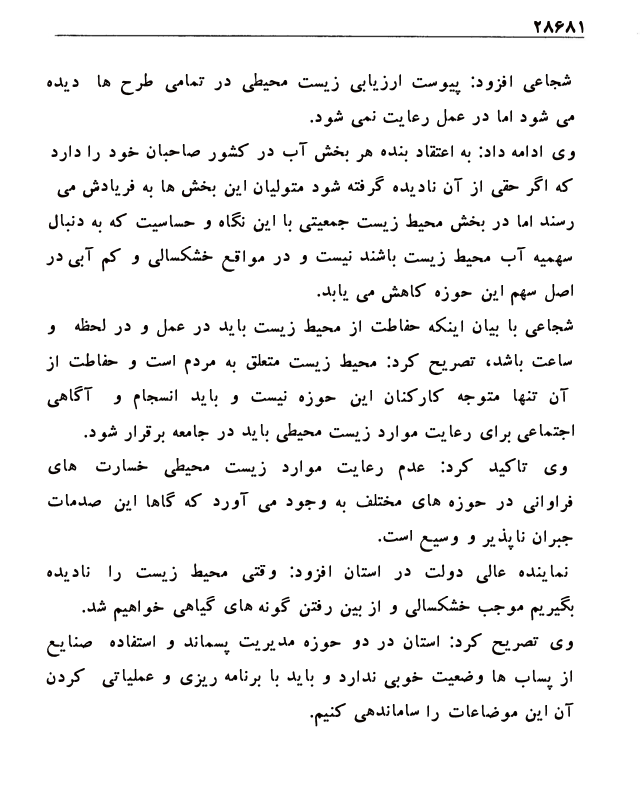 ۲۸۶۸۱
شجاعی افزود: پیوست ارزیابی زیست محیطی در تمامی طرح ها دیده
می شود اما در عمل رعایت نمی شود.
وی ادامه داد: به اعتقاد بنده هر بخش آب در کشور صاحبان خود را دارد
که اگر حقی از آن نادیده گرفته شود متولیان این بخش ها به فریادش می
رسند اما در بخش محیط زیست جمعیتی با این نگاه و حساسیت که به دنبال
سهمیه آب محیط زیست باشند نیست و در مواقع خشکسالی و کم آبی در
اصل سهم این حوزه کاهش می یابد.
شجاعی با بیان اینکه حفاطت از محیط زیست باید در عمل و در لحظه و
ساعت باشد، تصریح کرد: محیط زیست متعلق به مردم است و حفاطت از
آن تنها متوجه کارکنان این حوزه نیست و باید انسجام و آگاهی
اجتماعی برای رعایت موارد زیست محیطی باید در جامعه برقرار شود.
وی تاکید کرد: عدم رعایت موارد زیست محیطی خسارت های
فراوانی در حوزه های مختلف به وجود می آورد که گاها این صدمات
جبران ناپذیر و وسیع است.
نماینده عالی دولت در استان افزود: وقتی محیط زیست را نادیده
بگیریم موجب خشکسالی و از بین رفتن گونه های گیاهی خواهیم شد.
وی تصریح کرد: استان در دو حوزه مدیریت پسماند و استفاده صنایع
از پساب ها وضعیت خوبی ندارد و باید با برنامه ریزی و عملیاتی کردن
آن این موضاعات را ساماندهی کنیم.